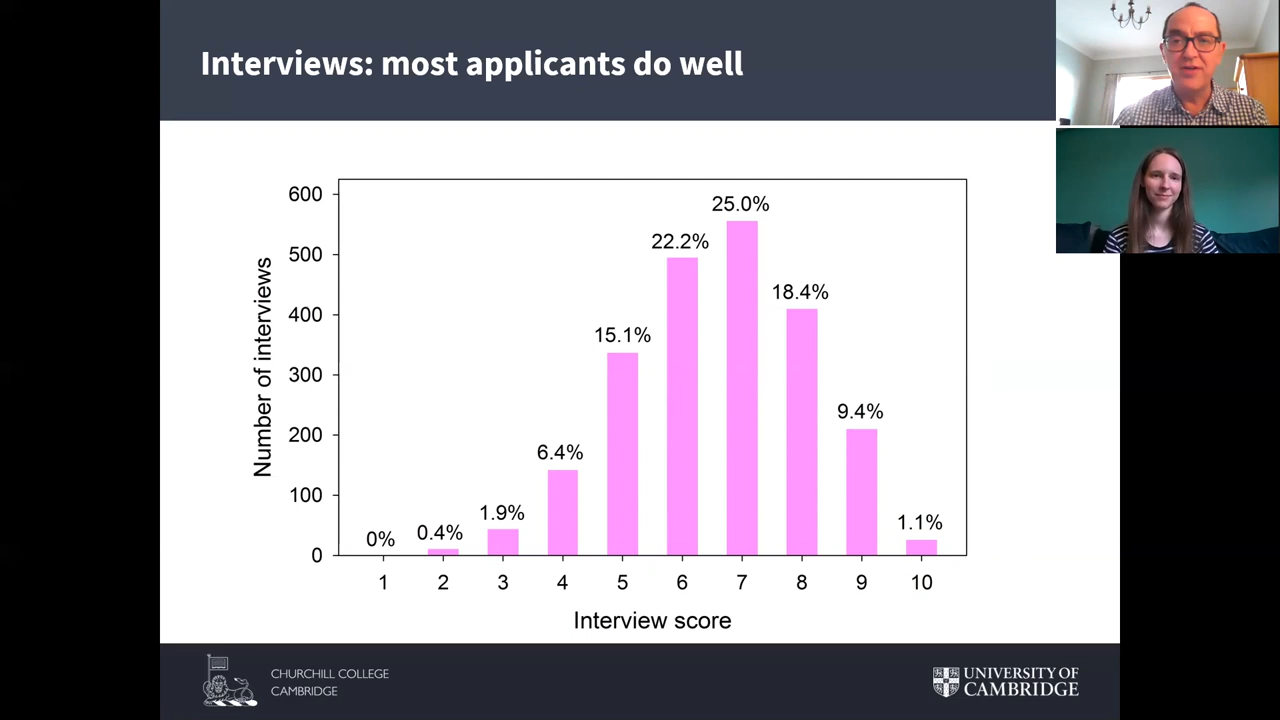 Interviews: most applicants do well
600
500
400
300
200
100
0
Number of interviews
0%
0.4%
1.9%
6.4%
15.1%
22.2%
25.0%
18.4%
9.4%
1.1%
1 2 3 4 5 6 7 8 9 10
Interview score
CHURCHILL COLLEGE
CAMBRIDGE
UNIVERSITY OF
CAMBRIDGE